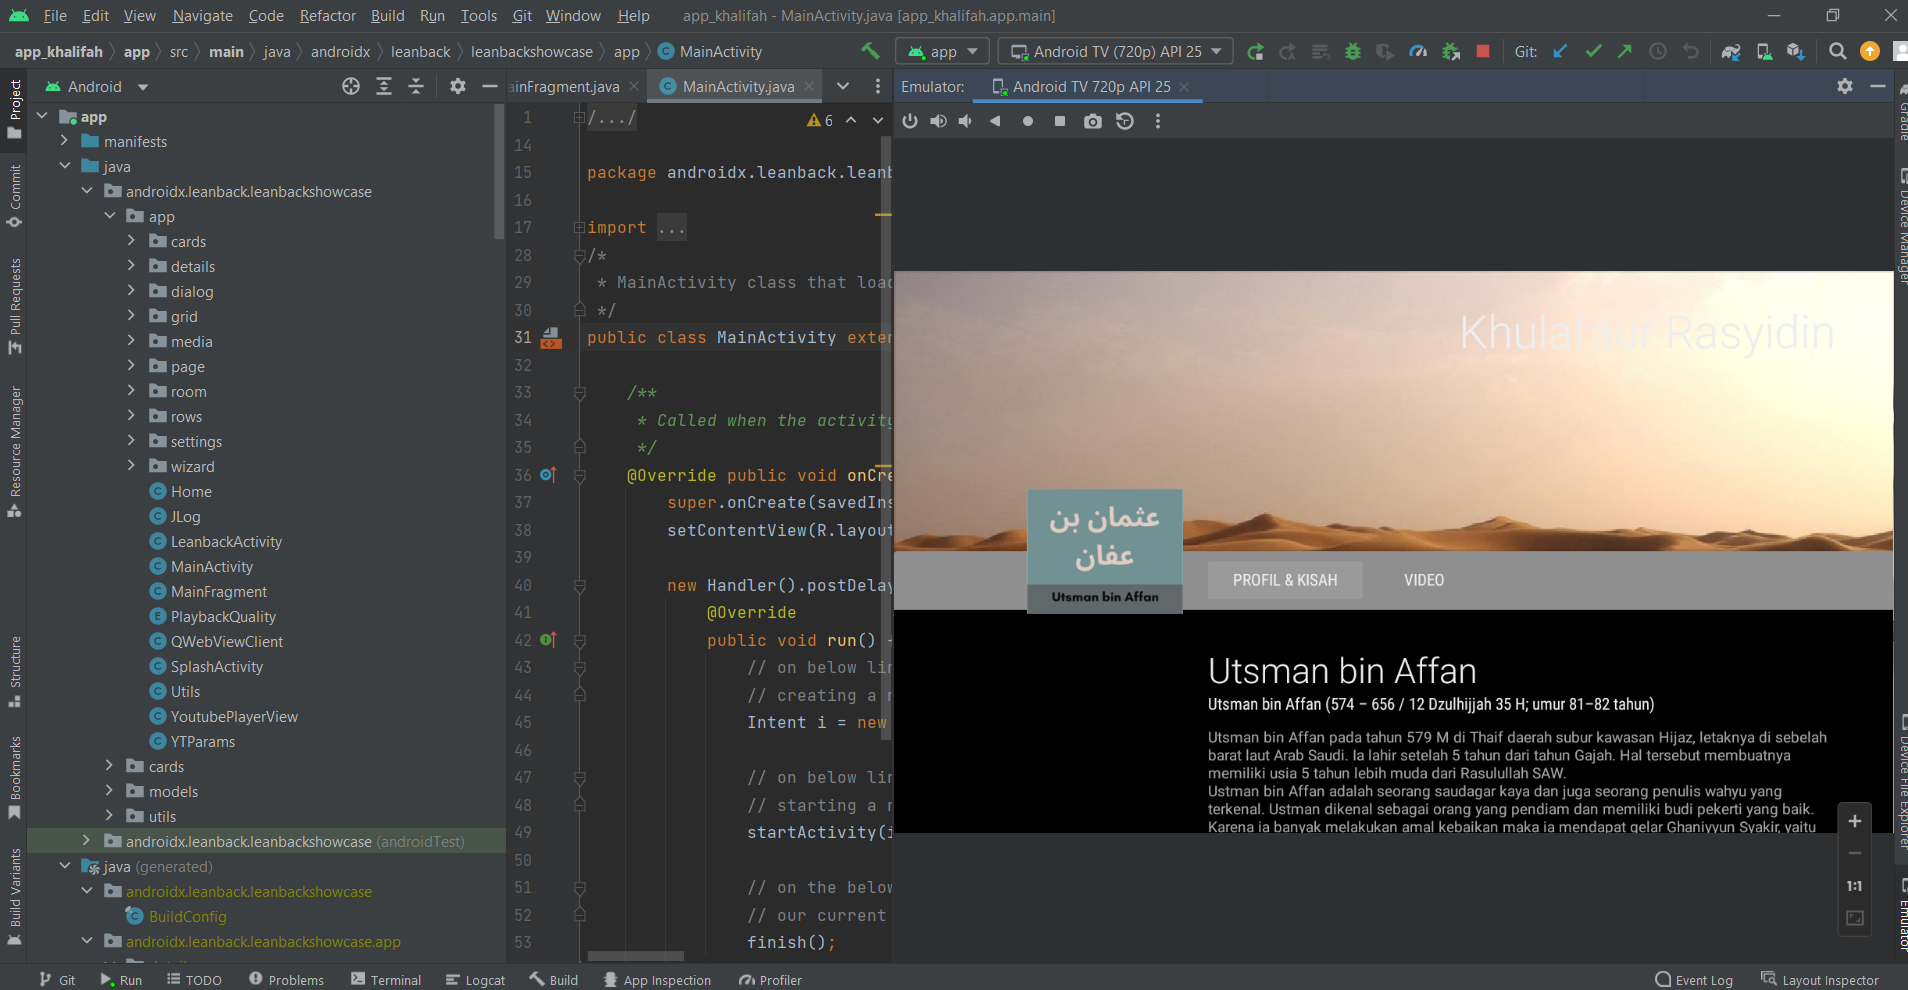 File Edit View Navigate Code Refactor Build Run Tools Git Window Help app_khalifah - MainActivity.java [app_khalifah.app.main]
app_khalifah app src main java androidx leanback leanbackshowcase app MainActivity app Android TV (720p) API 25 Git:
Project
Commit
Pull Requests
Resource Manager
Structure
Bookmarks
Build Variants
Android
app
manifests
java
androidx.leanback.leanbackshowcase
app
cards
details
dialog
grid
media
page
room
rows
settings
wizard
Home
JLog
LeanbackActivity
MainActivity
MainFragment
PlaybackQuality
QWebViewClient
SplashActivity
Utils
YoutubePlayerView
YTParams
cards
models
utils
androidx.leanback.leanbackshowcase (androidTest)
java (generated)
androidx.leanback.leanbackshowcase
BuildConfig
androidx.leanback.leanbackshowcase.app
inFragment.java MainActivity.java
6
1 /.../
14
15 package androidx.leanback.leanb
16
17 import ...
28 /*
29 * MainActivity class that load
30 */
31 public class MainActivity exten
32
33 /**
34 * Called when the activity
35 */
36 @Override public void onCre
37 super.onCreate(savedIns
38 setContentView(R.layout
39
40 new Handler().postDelay
41 @Override
42 public void run() {
43 // on below lin
44 // creating a n
45 Intent i = new
46
47 // on below lin
48 // starting a n
49 startActivity(i
50
51 // on the below
52 // our current
53 finish();
Emulator: Android TV 720p API 25
Khulafaur Rasyidin
عثمان بن
عفان
Utsman bin Affan
PROFIL & KISAH VIDEO
Utsman bin Affan
Utsman bin Affan (574 – 656 / 12 Dzulhijjah 35 H; umur 81–82 tahun)
Utsman bin Affan pada tahun 579 M di Thaif daerah subur kawasan Hijaz, letaknya di sebelah
barat laut Arab Saudi. Ia lahir setelah 5 tahun dari tahun Gajah. Hal tersebut membuatnya
memiliki usia 5 tahun lebih muda dari Rasulullah SAW.
Ustman bin Affan adalah seorang saudagar kaya dan juga seorang penulis wahyu yang
terkenal. Ustman dikenal sebagai orang yang pendiam dan memiliki budi pekerti yang baik.
Karena ia banyak melakukan amal kebaikan maka ia mendapat gelar Ghaniyyun Syakir, yaitu
1:1
Gradle
Device Manager
Device File Explorer
Emulator
Git Run TODO Problems Terminal Logcat Build App Inspection Profiler Event Log Layout Inspector